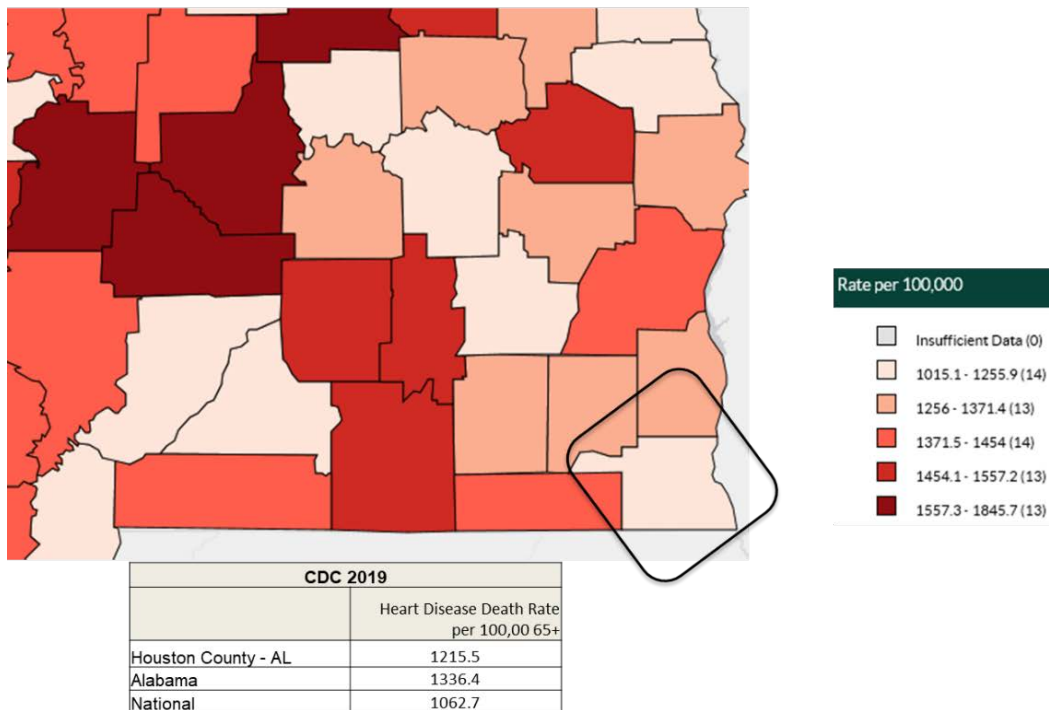 Rate per 100,000
Insufficient Data (0)
1015.1 - 1255.9 (14)
1256 - 1371.4 (13)
1371.5 - 1454 (14)
1454.1 - 1557.2 (13)
1557.3 - 1845.7 (13)
CDC 2019
Heart Disease Death Rate
per 100,00 65+
Houston County - AL 1215.5
Alabama 1336.4
National 1062.7